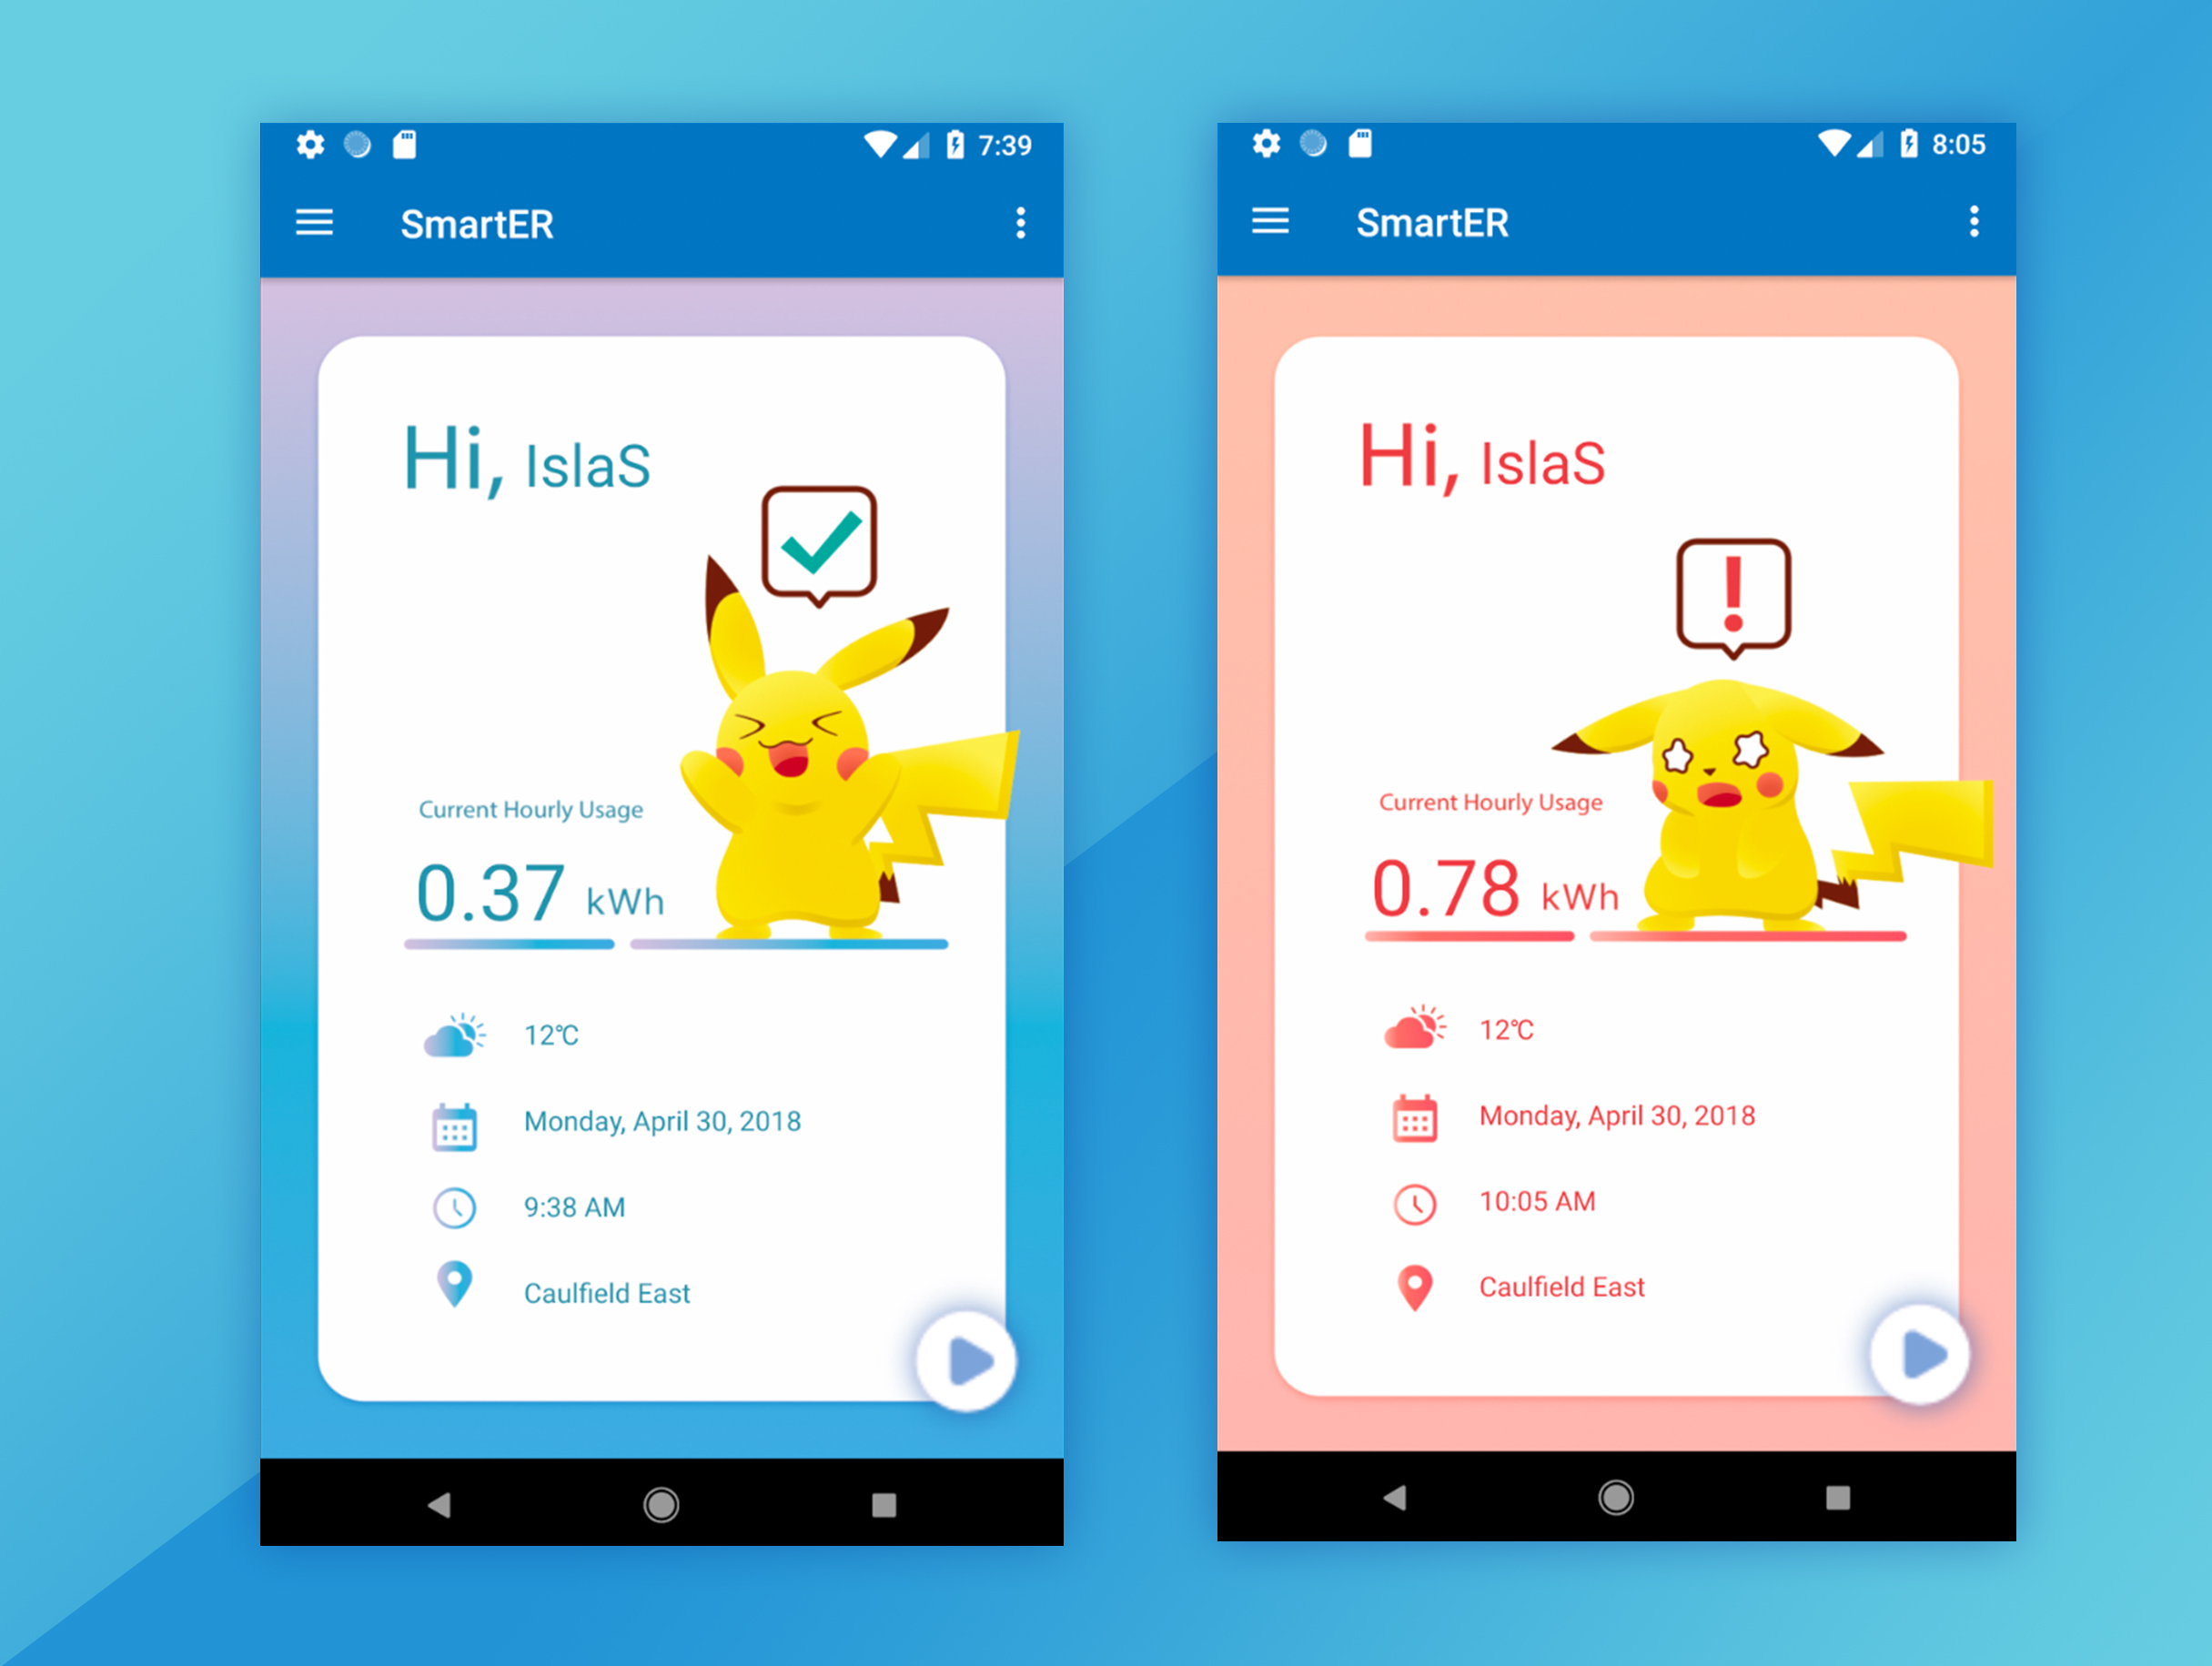 7:39
SmartER
Hi, IslaS
Current Hourly Usage
0.37 kWh
12℃
Monday, April 30, 2018
9:38 AM
Caulfield East
8:05
SmartER
Hi, IslaS
!
Current Hourly Usage
0.78 kWh
12℃
Monday, April 30, 2018
10:05 AM
Caulfield East